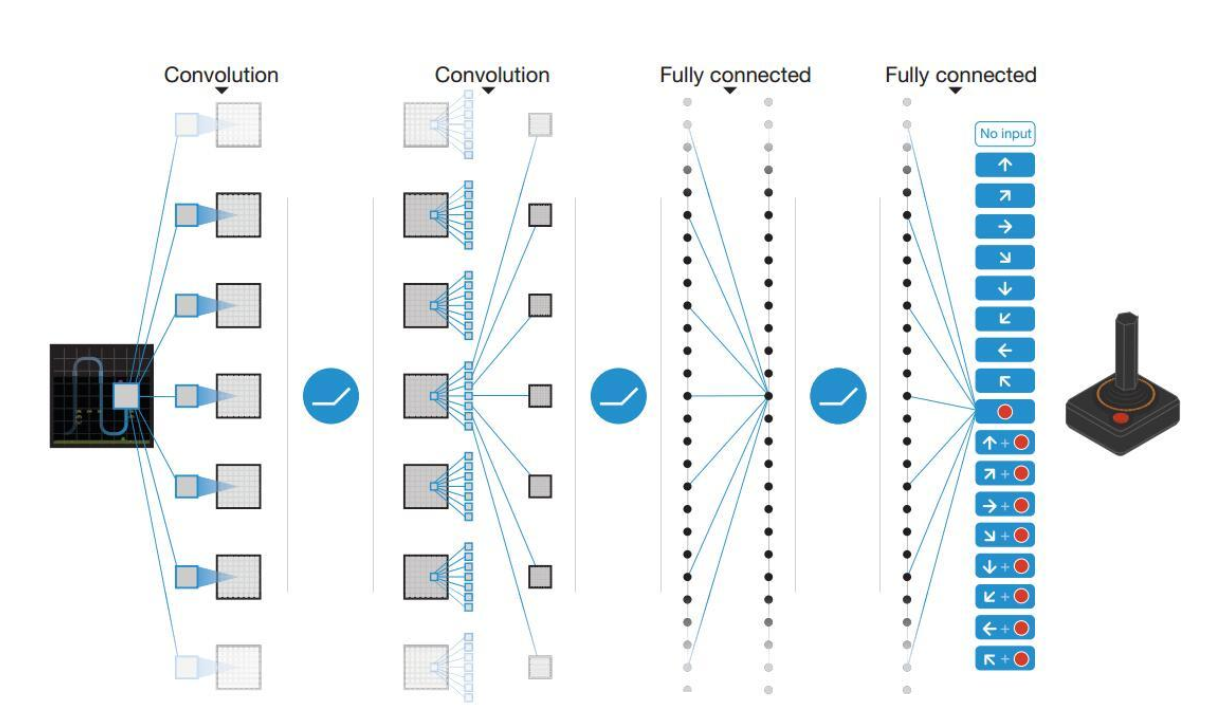 Convolution
Convolution
Fully connected
Fully connected
No input